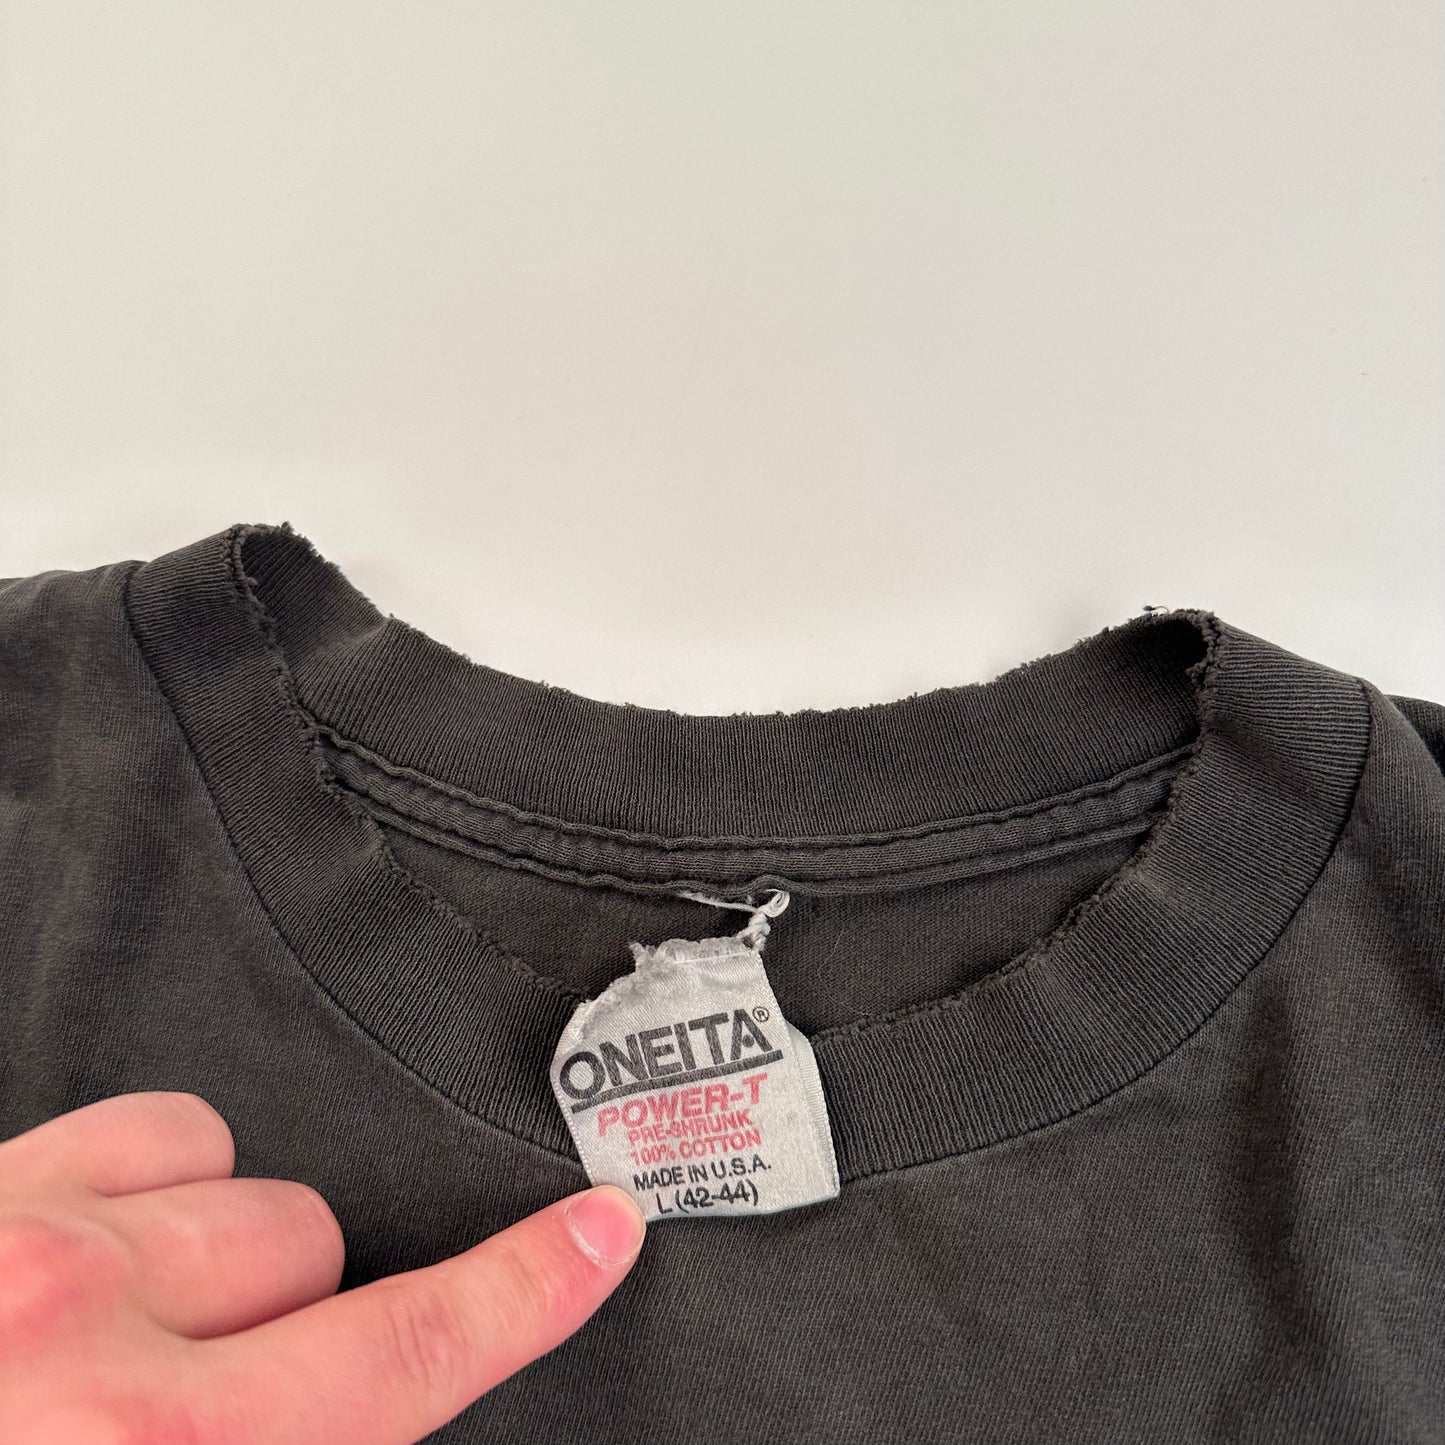 ONEITA®
POWER-T
PRE-SHRUNK
100% COTTON
MADE IN U.S.A.
L (42-44)